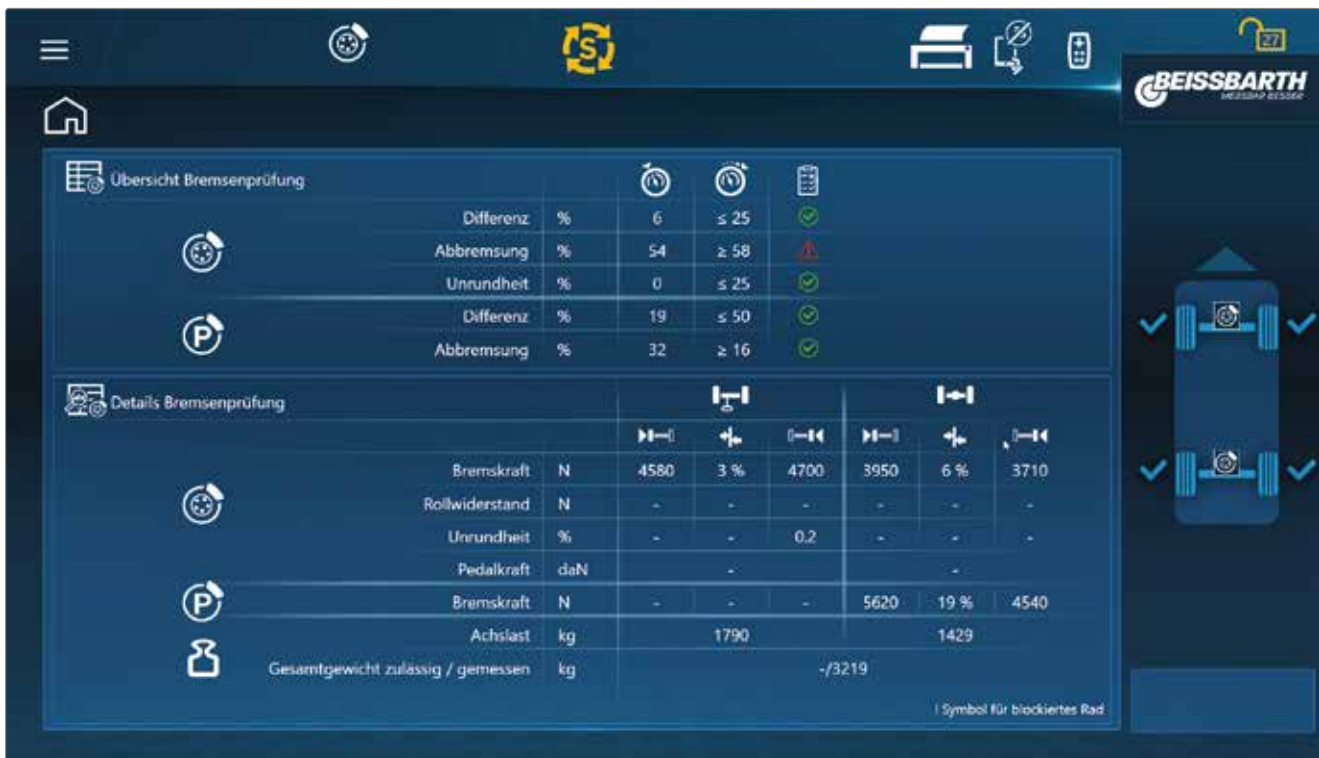 27
BEISSBARTH
MESSBAR BESSER
Übersicht Bremsenprüfung
Differenz % 6 ≤ 25
Abbremsung % 54 ≥ 58
Unrundheit % 0 ≤ 25
P
Differenz % 19 ≤ 50
Abbremsung % 32 ≥ 16
Details Bremsenprüfung
Bremskraft N 4580 3 % 4700 3950 6 % 3710
Rollwiderstand N - - - - - -
Unrundheit % - - 0.2 - - -
Pedalkraft daN - -
P
Bremskraft N - - - 5620 19 % 4540
Achslast kg 1790 1429
Gesamtgewicht zulässig / gemessen kg -/3219
! Symbol für blockiertes Rad
S